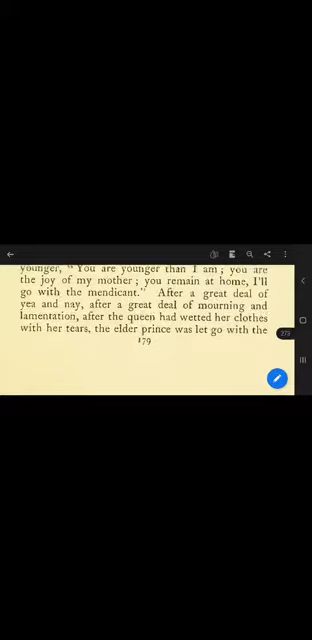 younger, “You are younger than I am ; you are
the joy of my mother ; you remain at home, I'll
go with the mendicant.” After a great deal of
yea and nay, after a great deal of mourning and
lamentation, after the queen had wetted her clothes
with her tears, the elder prince was let go with the
179
273